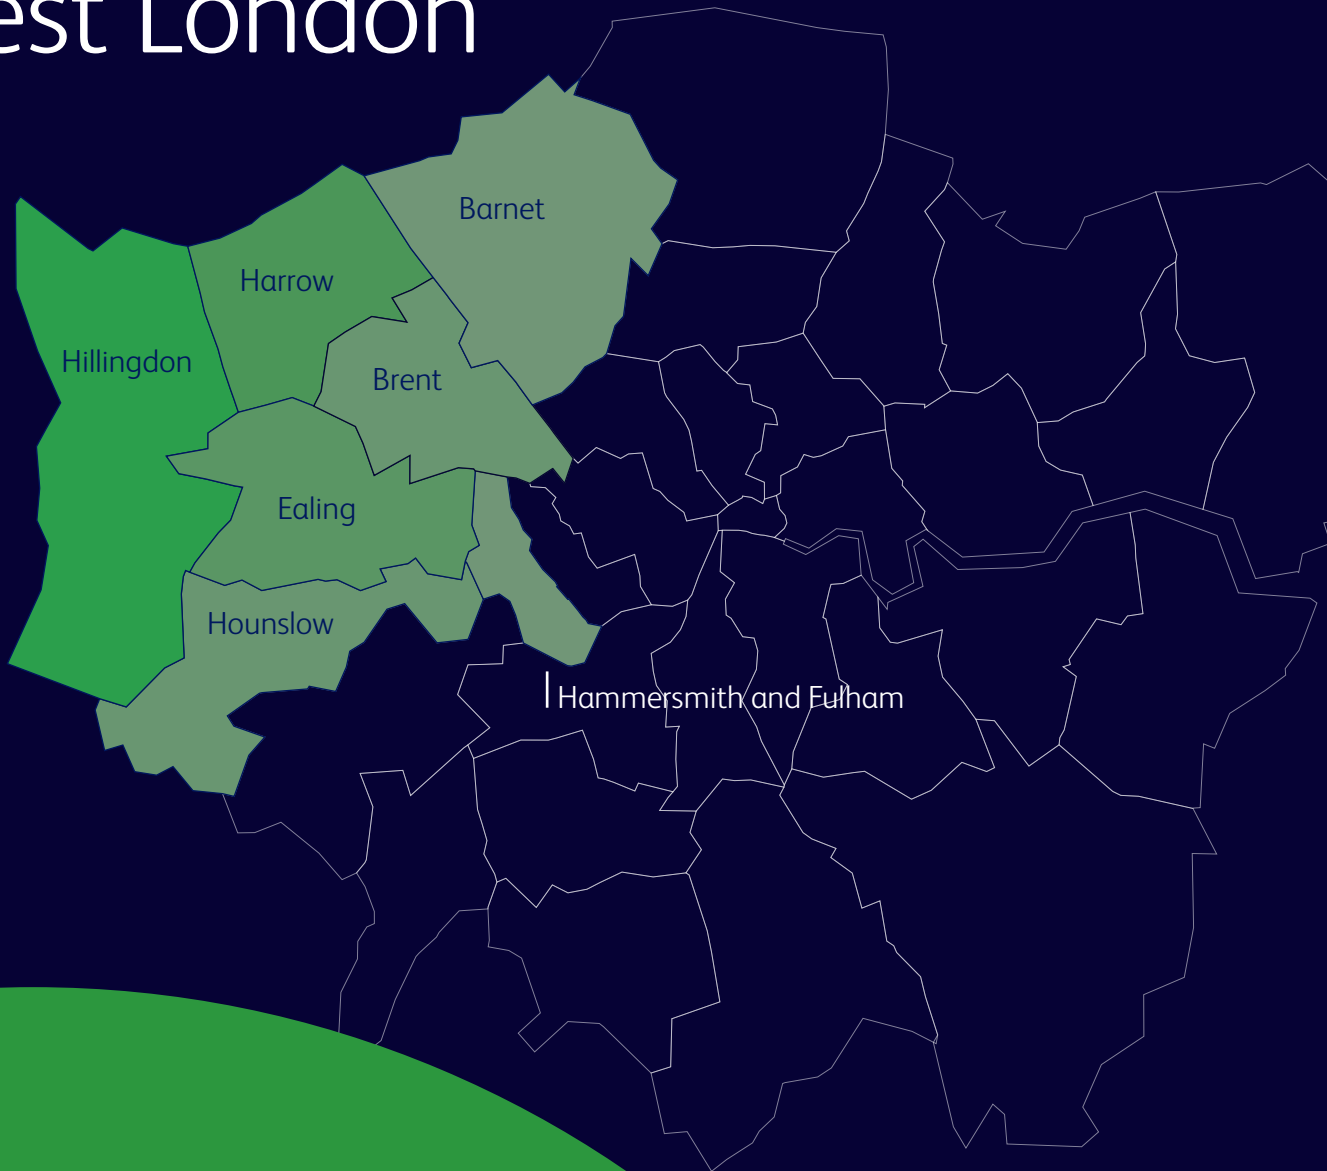 est London
Barnet
Harrow
Hillingdon
Brent
Ealing
Hounslow
Hammersmith and Fulham